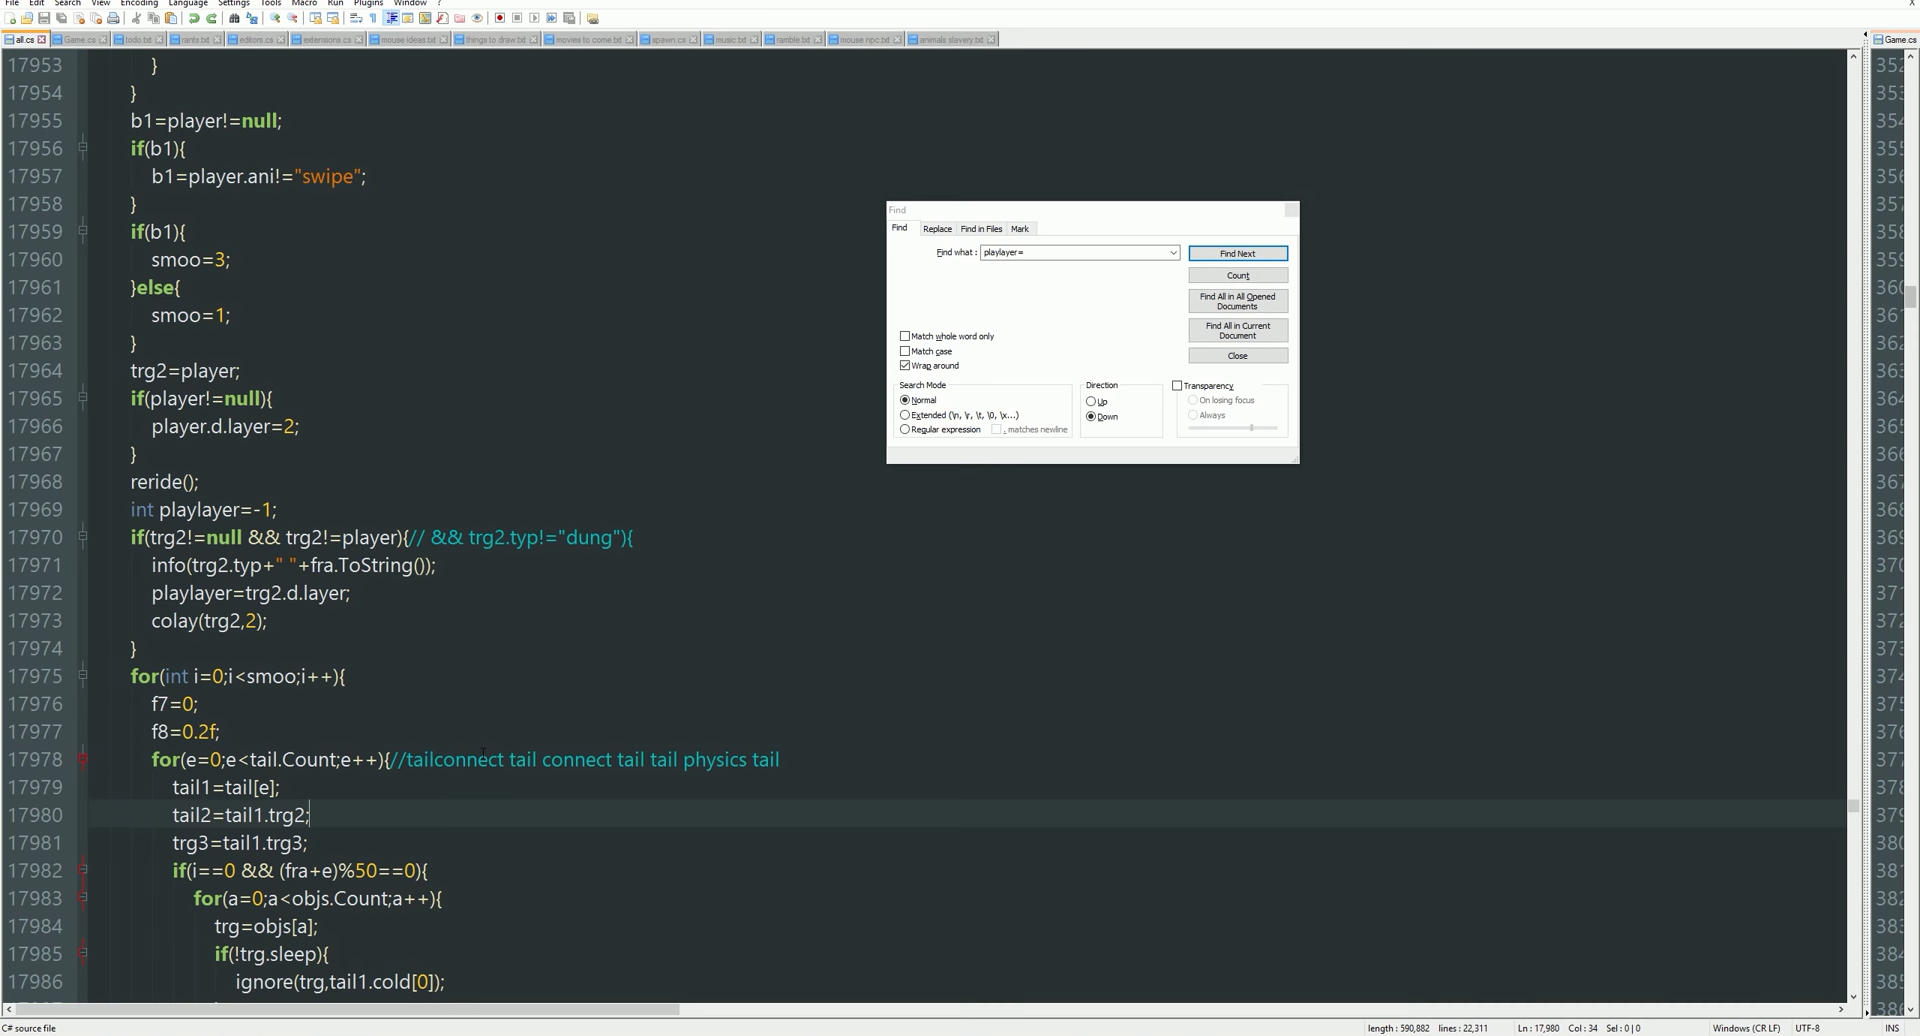 File Edit Search View Encoding Language Settings Tools Macro Run Plugins Window ?
X
all.cs Game.cs todo.txt rants.txt editors.cs extensions.cs mouse ideas.txt things to draw.txt movies to come.txt spawn.cs music.txt ramble.txt mouse npc.txt animals slavery.txt Game.cs
17953 }
17954 }
17955 b1=player!=null;
17956 if(b1){
17957 b1=player.ani!="swipe";
17958 }
17959 if(b1){
17960 smoo=3;
17961 }else{
17962 smoo=1;
17963 }
17964 trg2=player;
17965 if(player!=null){
17966 player.d.layer=2;
17967 }
17968 reride();
17969 int playlayer=-1;
17970 if(trg2!=null && trg2!=player){// && trg2.typ!="dung"){
17971 info(trg2.typ+" "+fra.ToString());
17972 playlayer=trg2.d.layer;
17973 colay(trg2,2);
17974 }
17975 for(int i=0;i<smoo;i++){
17976 f7=0;
17977 f8=0.2f;
17978 for(e=0;e<tail.Count;e++){//tailconnect tail connect tail tail physics tail
17979 tail1=tail[e];
17980 tail2=tail1.trg2;
17981 trg3=tail1.trg3;
17982 if(i==0 && (fra+e)%50==0){
17983 for(a=0;a<objs.Count;a++){
17984 trg=objs[a];
17985 if(!trg.sleep){
17986 ignore(trg,tail1.cold[0]);
Find
Find Replace Find in Files Mark
Find what : playlayer=
Find Next
Count
Find All in All Opened Documents
Find All in Current Document
Close
Match whole word only
Match case
Wrap around
Search Mode
Normal
Extended (\n, \r, \t, \0, \x...)
Regular expression . matches newline
Direction
Up
Down
Transparency
On losing focus
Always
C# source file length : 590,882 lines : 22,311 Ln : 17,980 Col : 34 Sel : 0 | 0 Windows (CR LF) UTF-8 INS